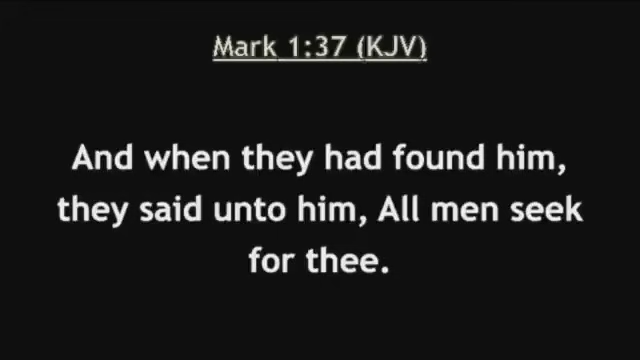 Mark 1:37 (KJV)
And when they had found him,
they said unto him, All men seek
for thee.